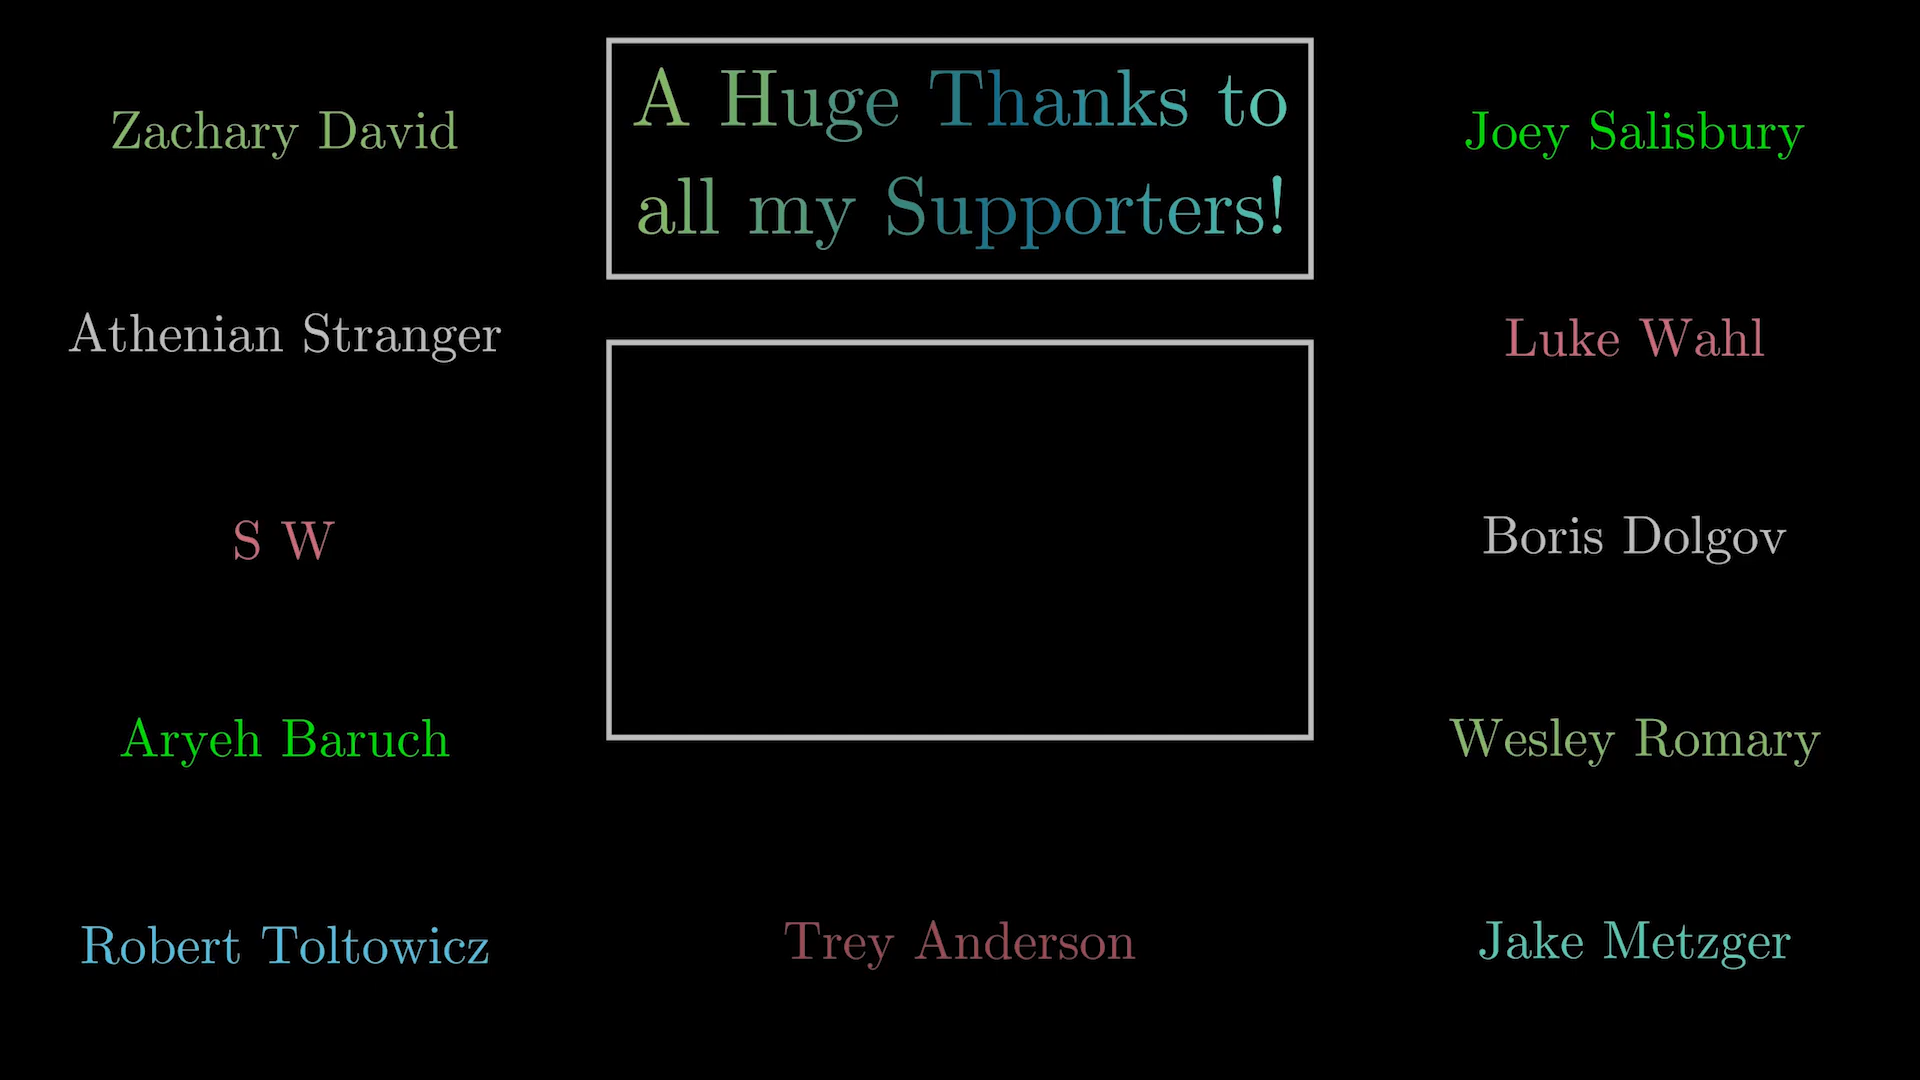 A Huge Thanks to
all my Supporters!
Zachary David
Joey Salisbury
Athenian Stranger
Luke Wahl
S W
Boris Dolgov
Aryeh Baruch
Wesley Romary
Robert Toltowicz
Trey Anderson
Jake Metzger